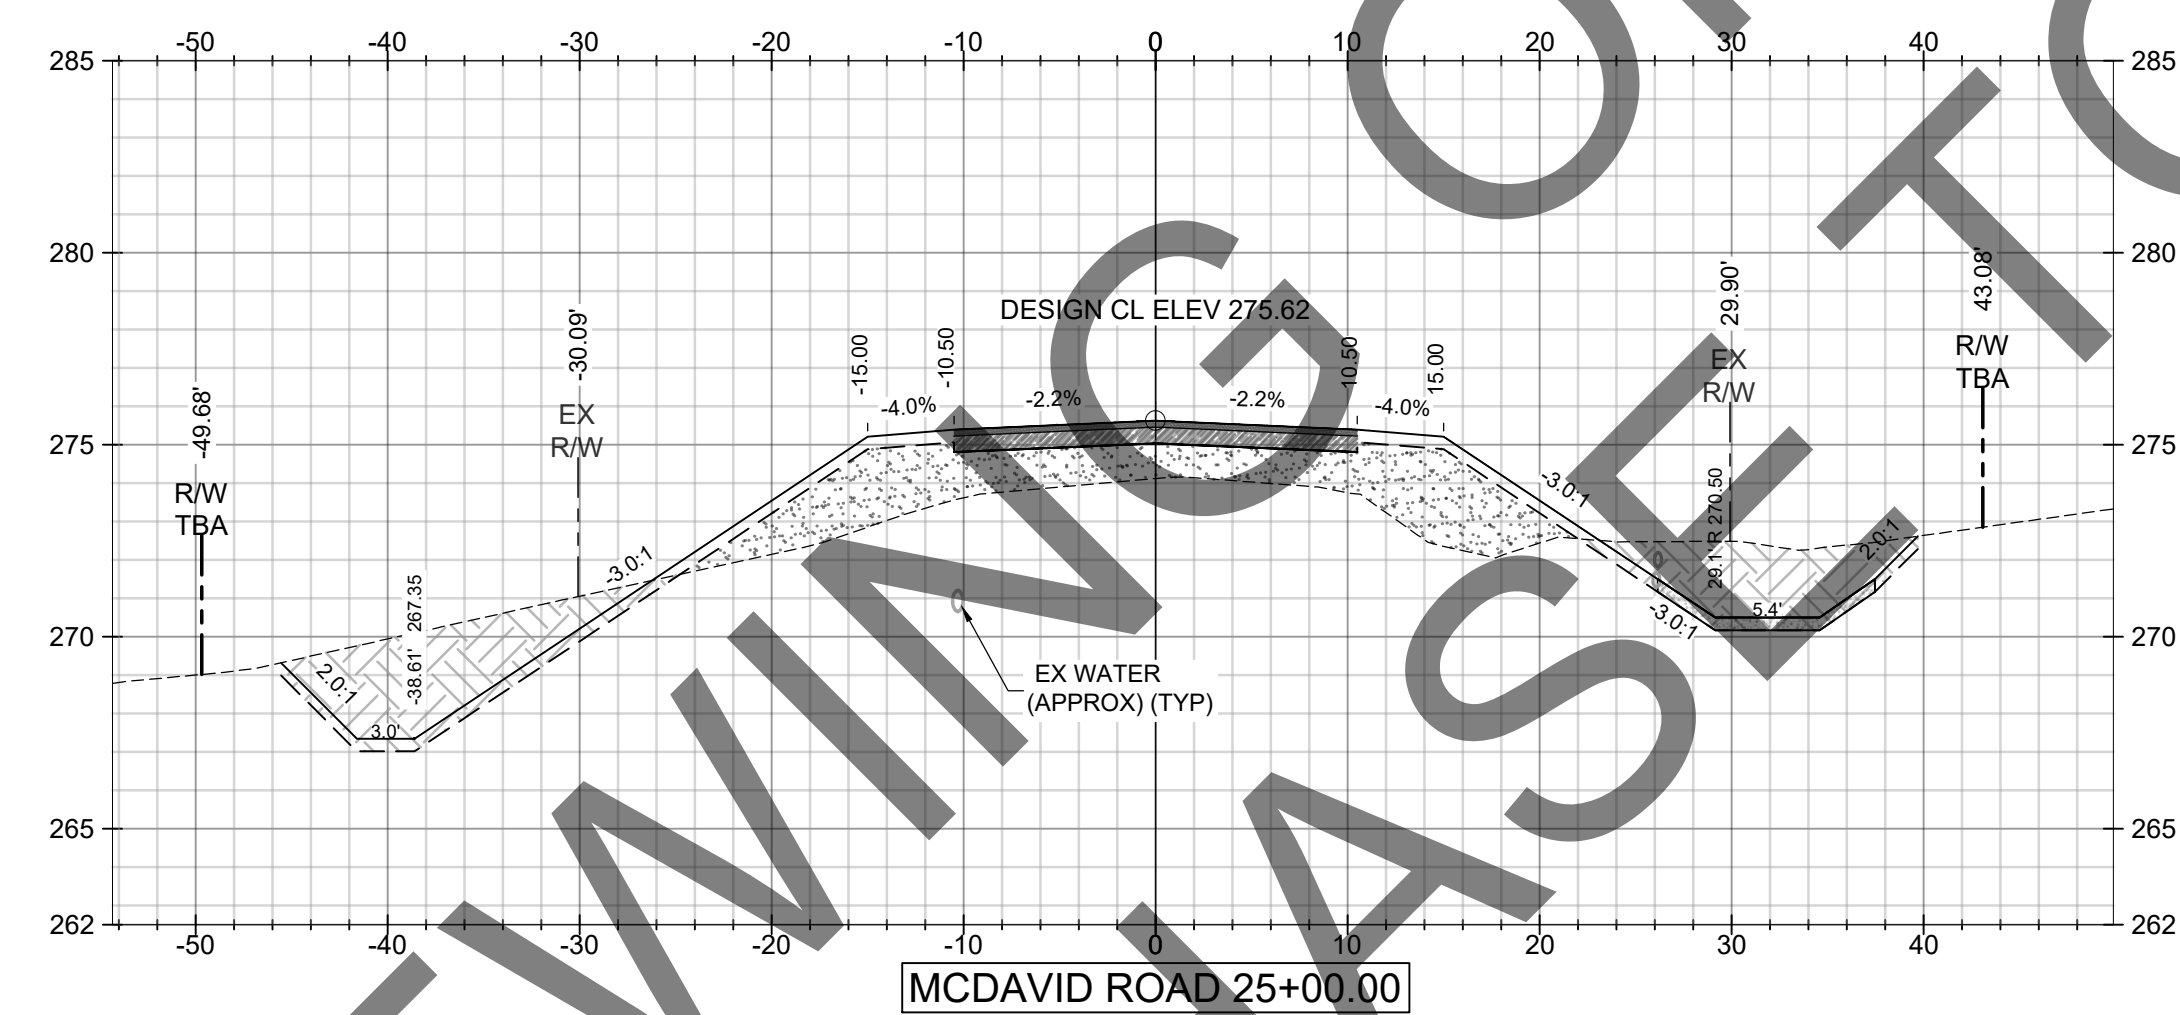 -50 -40 -30 -20 -10 0 10 20 30 40
285 285
280 280
275 275
270 270
265 265
262 262
DESIGN CL ELEV 275.62
-49.68'
R/W
TBA
-30.09'
EX
R/W
-15.00
-10.50
10.50
15.00
-4.0%
-2.2%
-2.2%
-4.0%
29.90'
EX
R/W
43.08'
R/W
TBA
-3.0:1
-3.0:1
-3.0:1
2.0:1
2.0:1
-38.61' 267.35
3.0'
29.1' R 270.50
5.4'
EX WATER
(APPROX) (TYP)
-50 -40 -30 -20 -10 0 10 20 30 40
MCDAVID ROAD 25+00.00